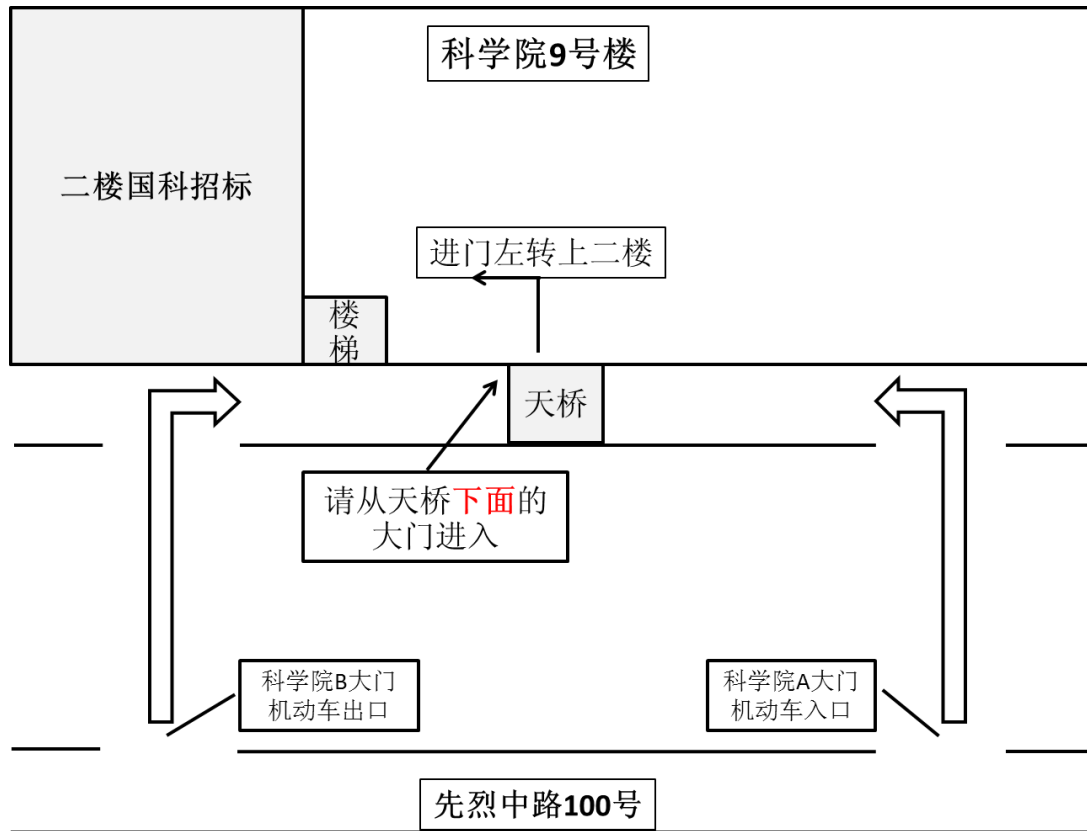 科学院9号楼
二楼国科招标
进门左转上二楼
楼
梯
天桥
请从天桥下面的
大门进入
科学院B大门
机动车出口
科学院A大门
机动车入口
先烈中路100号